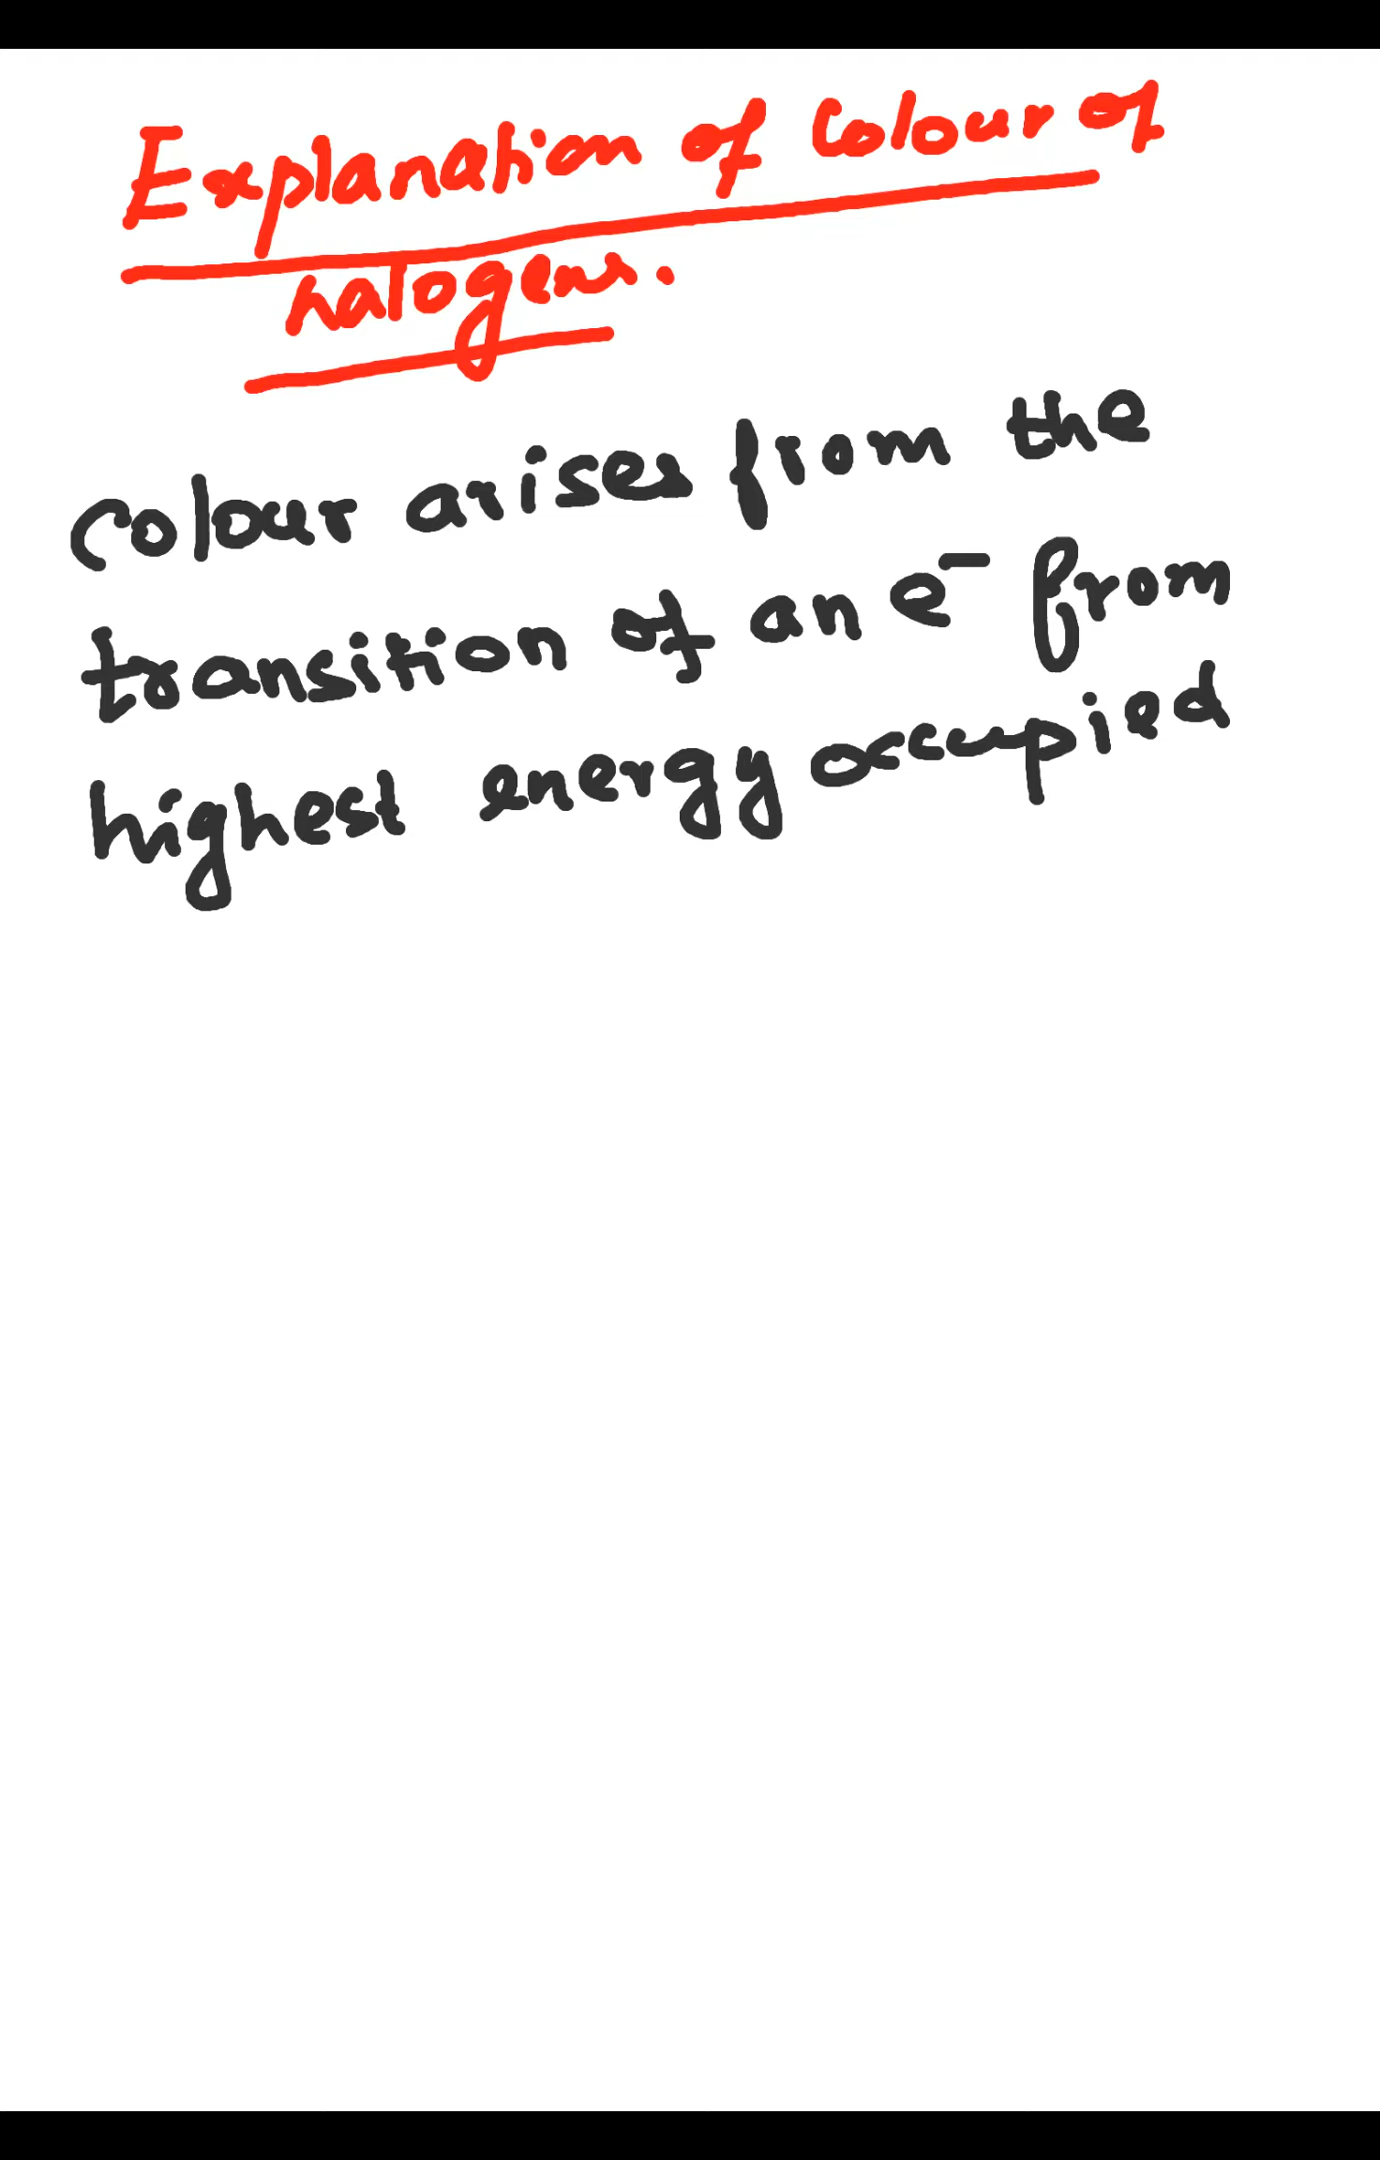 Explanation of Colour of
halogens.
Colour arises from the
transition of an e⁻ from
highest energy occupied